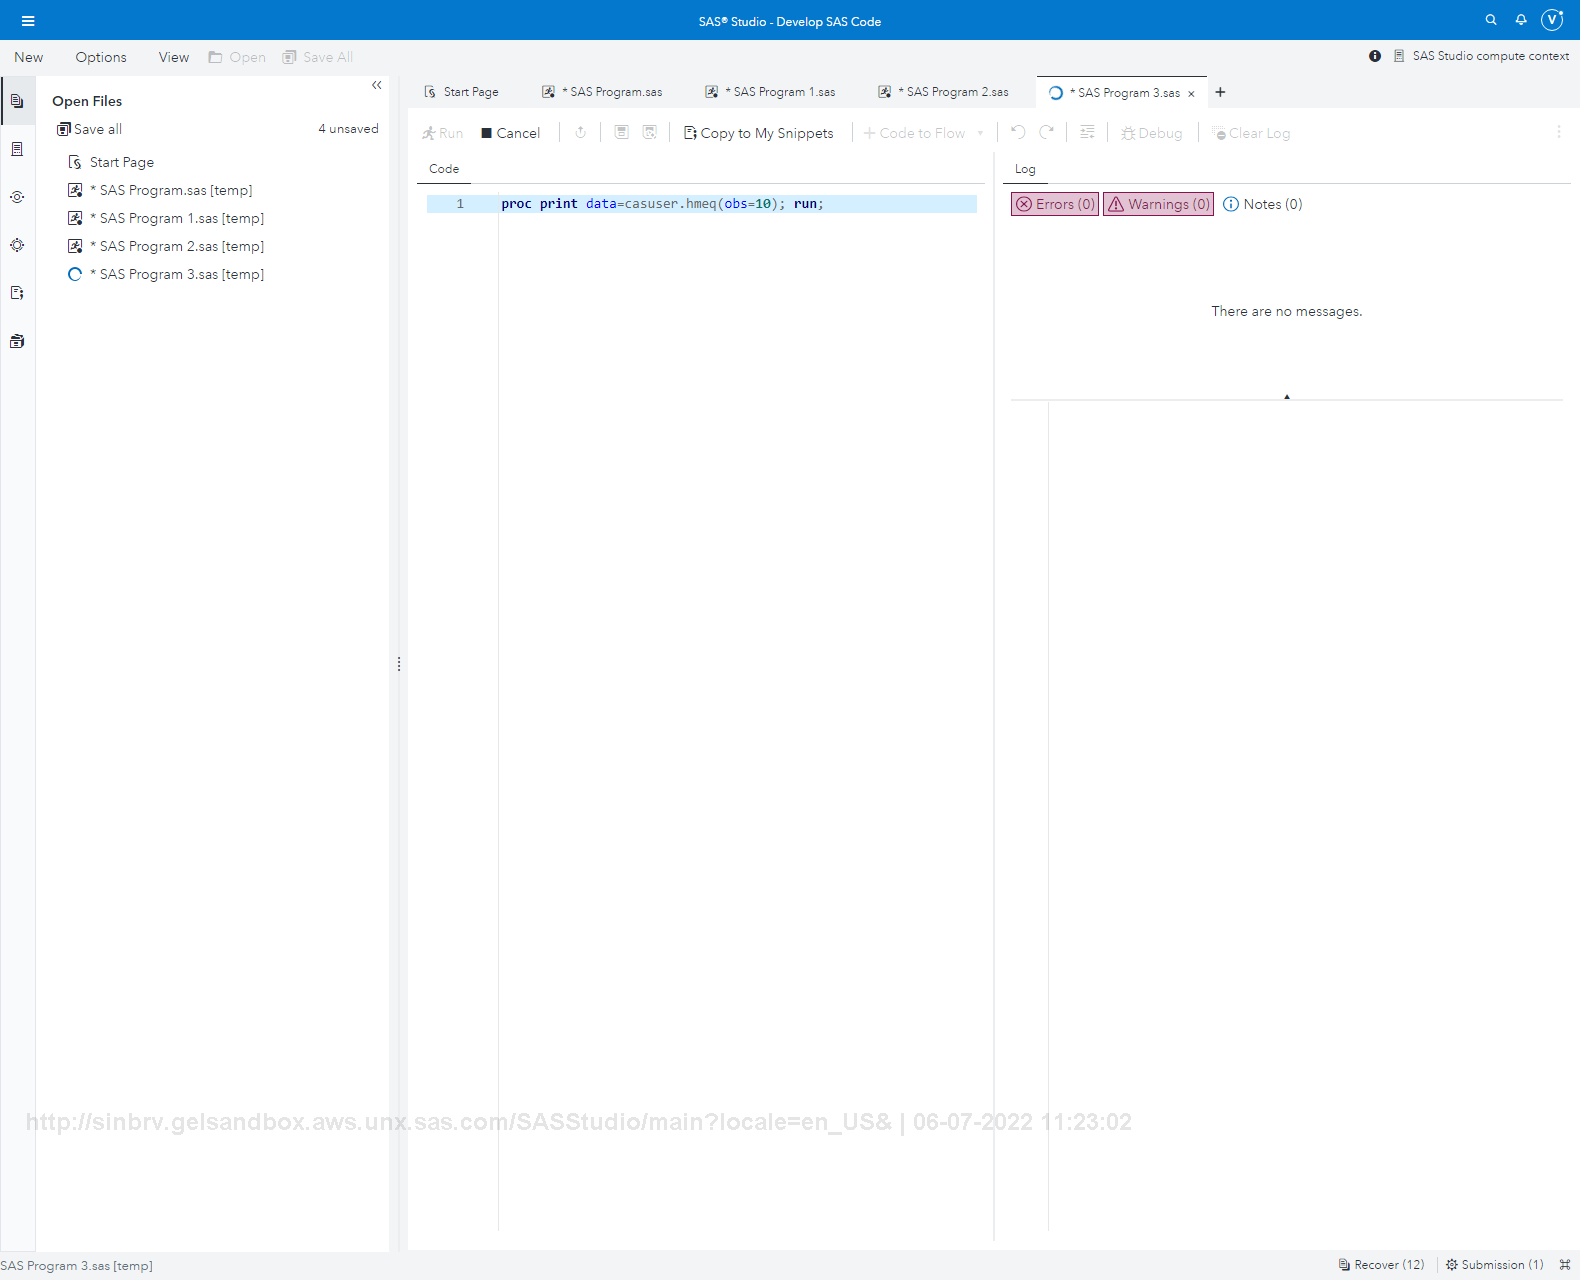 SAS® Studio - Develop SAS Code
V
New Options View Open Save All
SAS Studio compute context
Open Files
Save all 4 unsaved
Start Page
* SAS Program.sas [temp]
* SAS Program 1.sas [temp]
* SAS Program 2.sas [temp]
* SAS Program 3.sas [temp]
Start Page * SAS Program.sas * SAS Program 1.sas * SAS Program 2.sas * SAS Program 3.sas × +
Run Cancel Copy to My Snippets + Code to Flow Debug Clear Log
Code
1 proc print data=casuser.hmeq(obs=10); run;
Log
Errors (0) Warnings (0) Notes (0)
There are no messages.
http://sinbrv.gelsandbox.aws.unx.sas.com/SASStudio/main?locale=en_US& | 06-07-2022 11:23:02
SAS Program 3.sas [temp]
Recover (12) Submission (1)